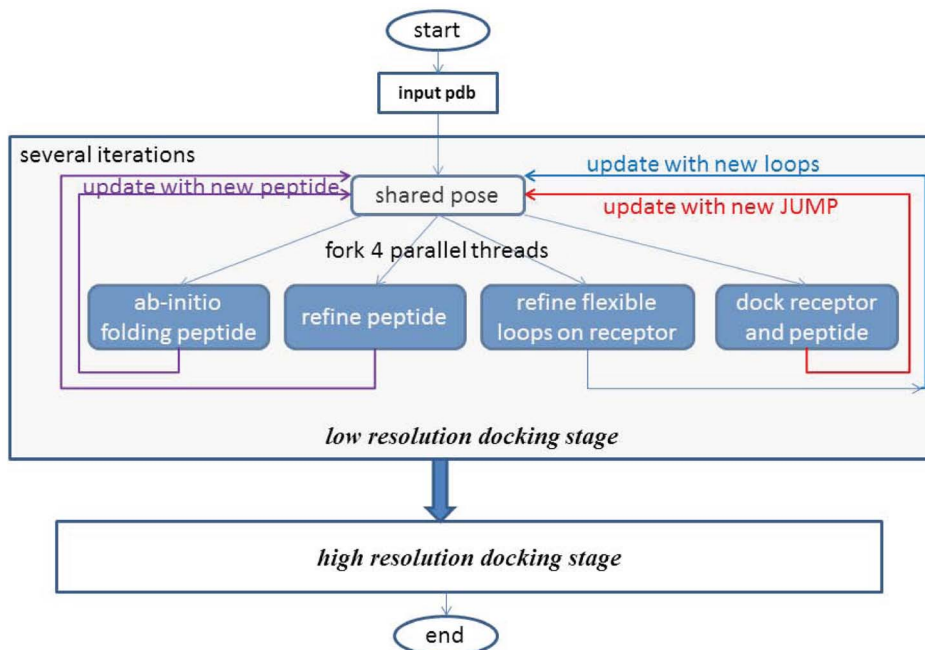 start
input pdb
several iterations
update with new loops
update with new peptide
shared pose
update with new JUMP
fork 4 parallel threads
ab-initio
folding peptide
refine peptide
refine flexible
loops on receptor
dock receptor
and peptide
low resolution docking stage
high resolution docking stage
end